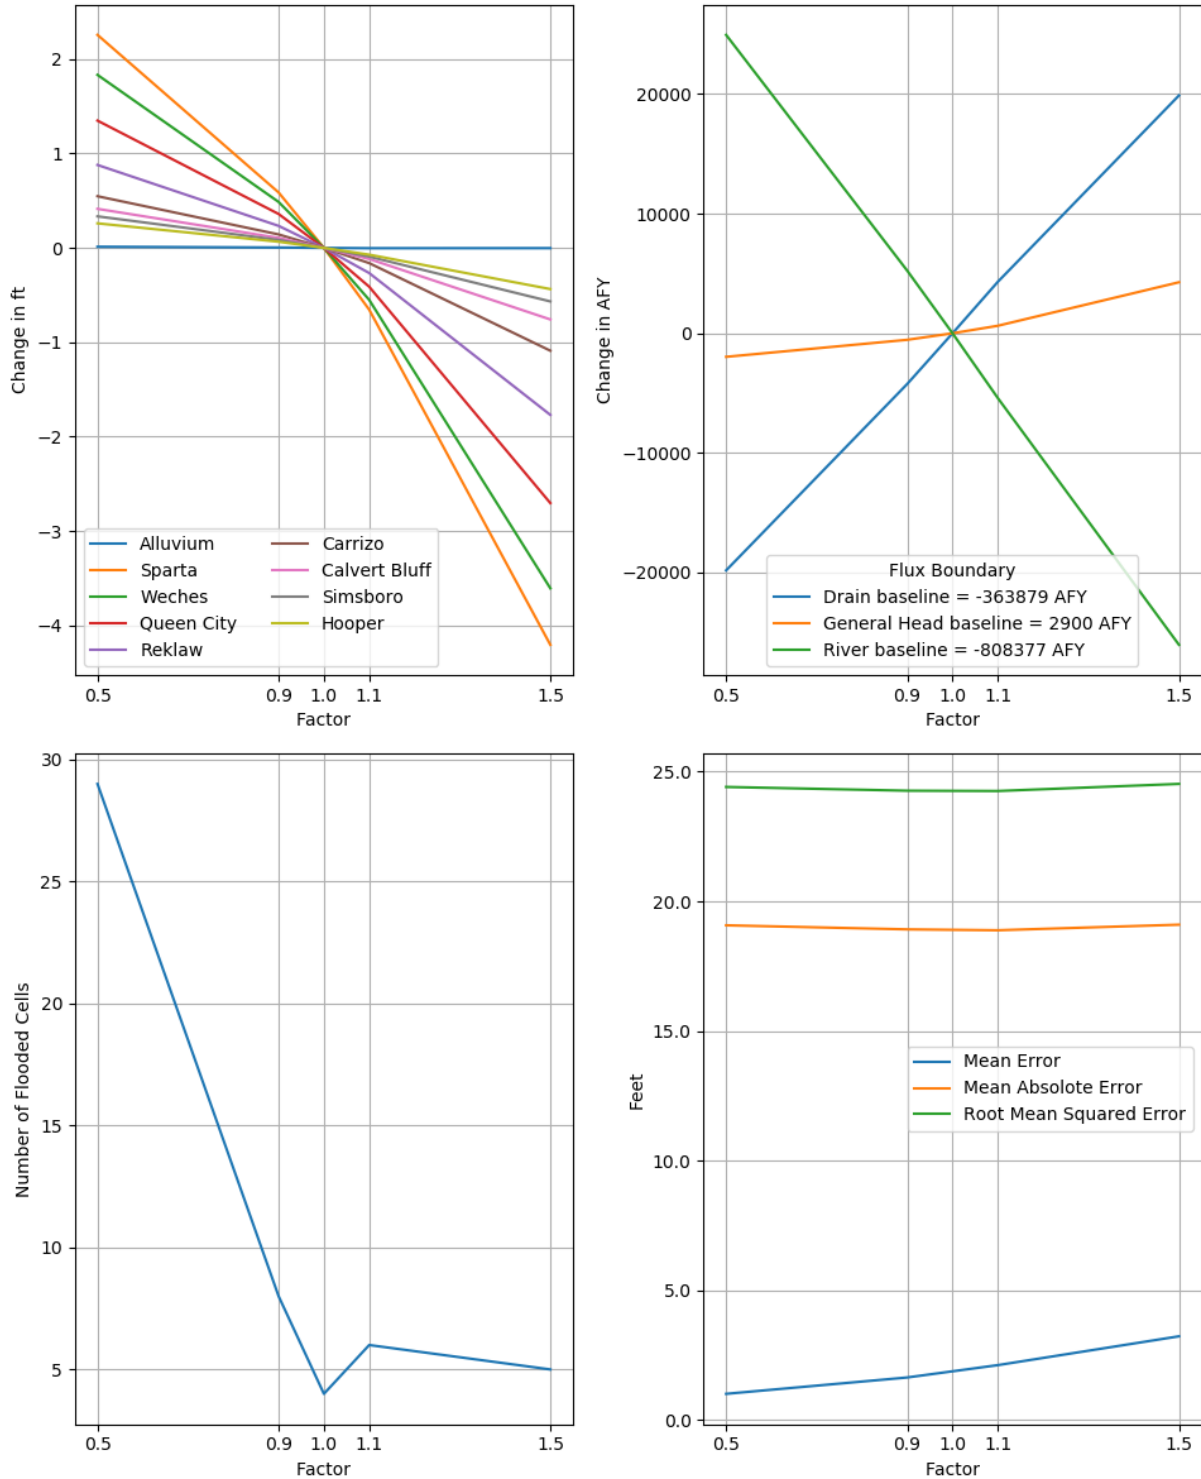 2
1
0
−1
−2
−3
−4
Change in ft
Alluvium
Sparta
Weches
Queen City
Reklaw
Carrizo
Calvert Bluff
Simsboro
Hooper
0.5 0.9 1.0 1.1 1.5
Factor
20000
10000
0
−10000
−20000
Change in AFY
Flux Boundary
Drain baseline = -363879 AFY
General Head baseline = 2900 AFY
River baseline = -808377 AFY
0.5 0.9 1.0 1.1 1.5
Factor
30
25
20
15
10
5
Number of Flooded Cells
0.5 0.9 1.0 1.1 1.5
Factor
25.0
20.0
15.0
10.0
5.0
0.0
Feet
Mean Error
Mean Absolote Error
Root Mean Squared Error
0.5 0.9 1.0 1.1 1.5
Factor